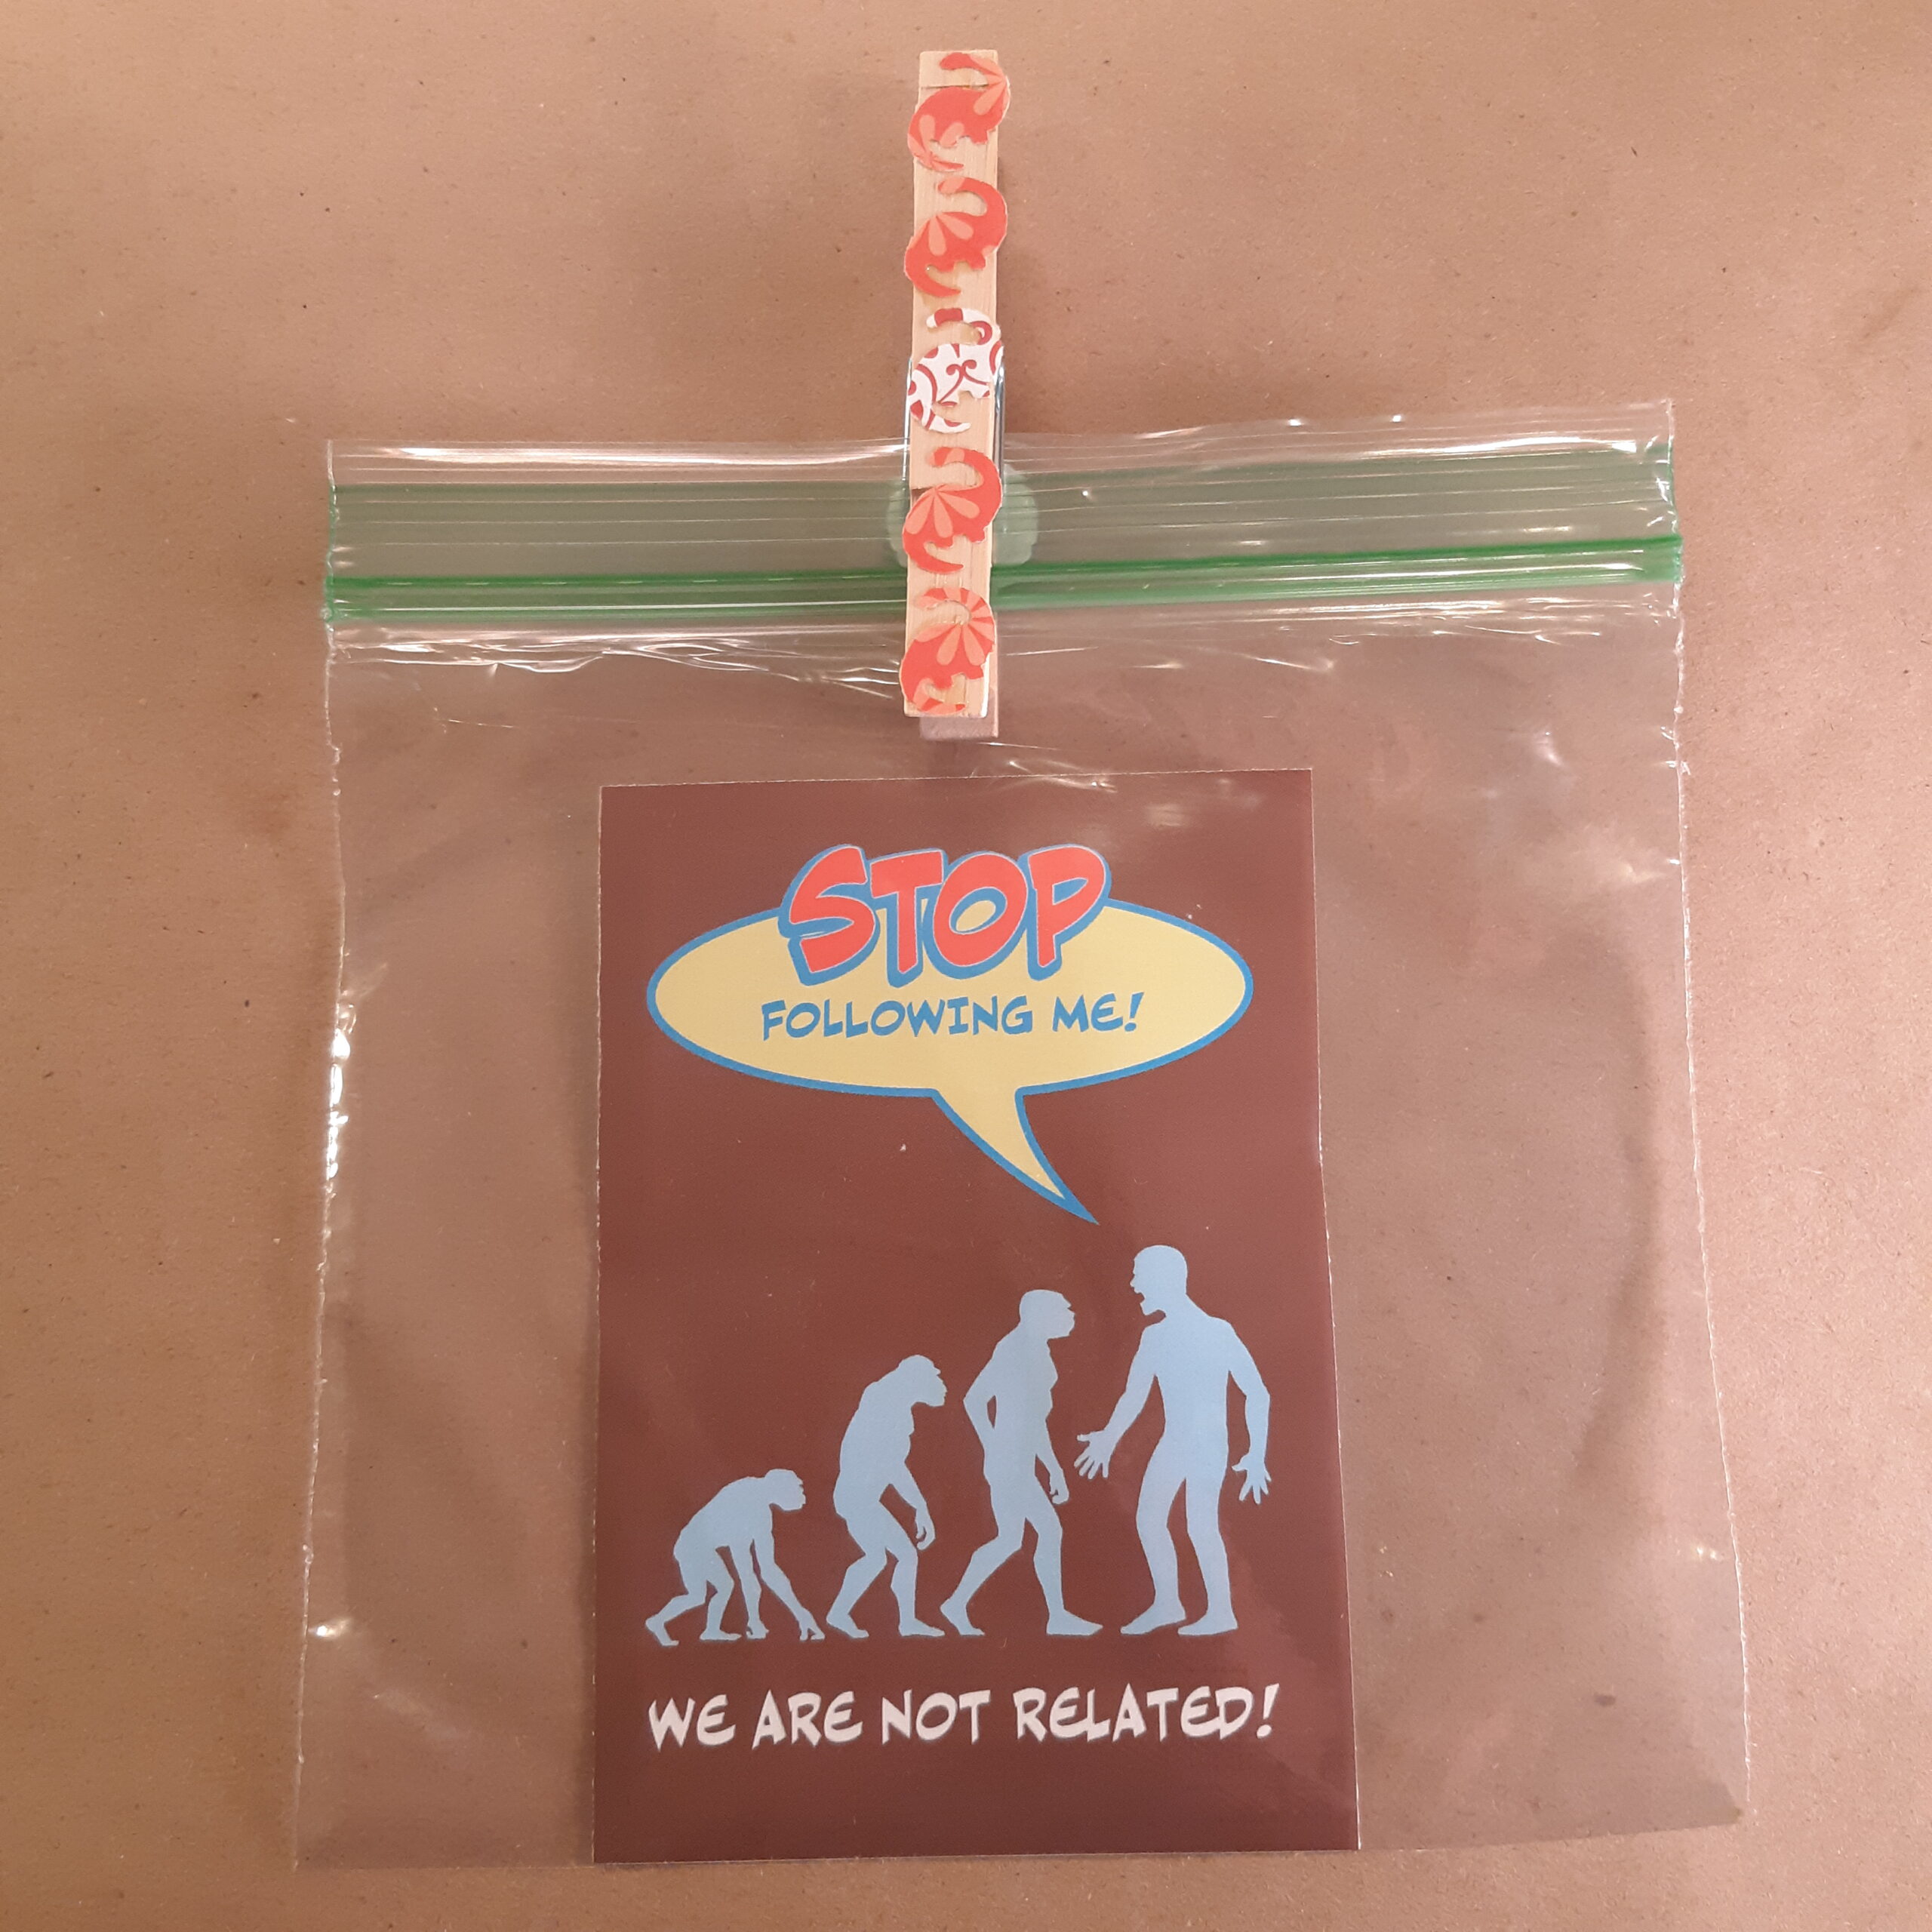 STOP
FOLLOWING ME!
WE ARE NOT RELATED!